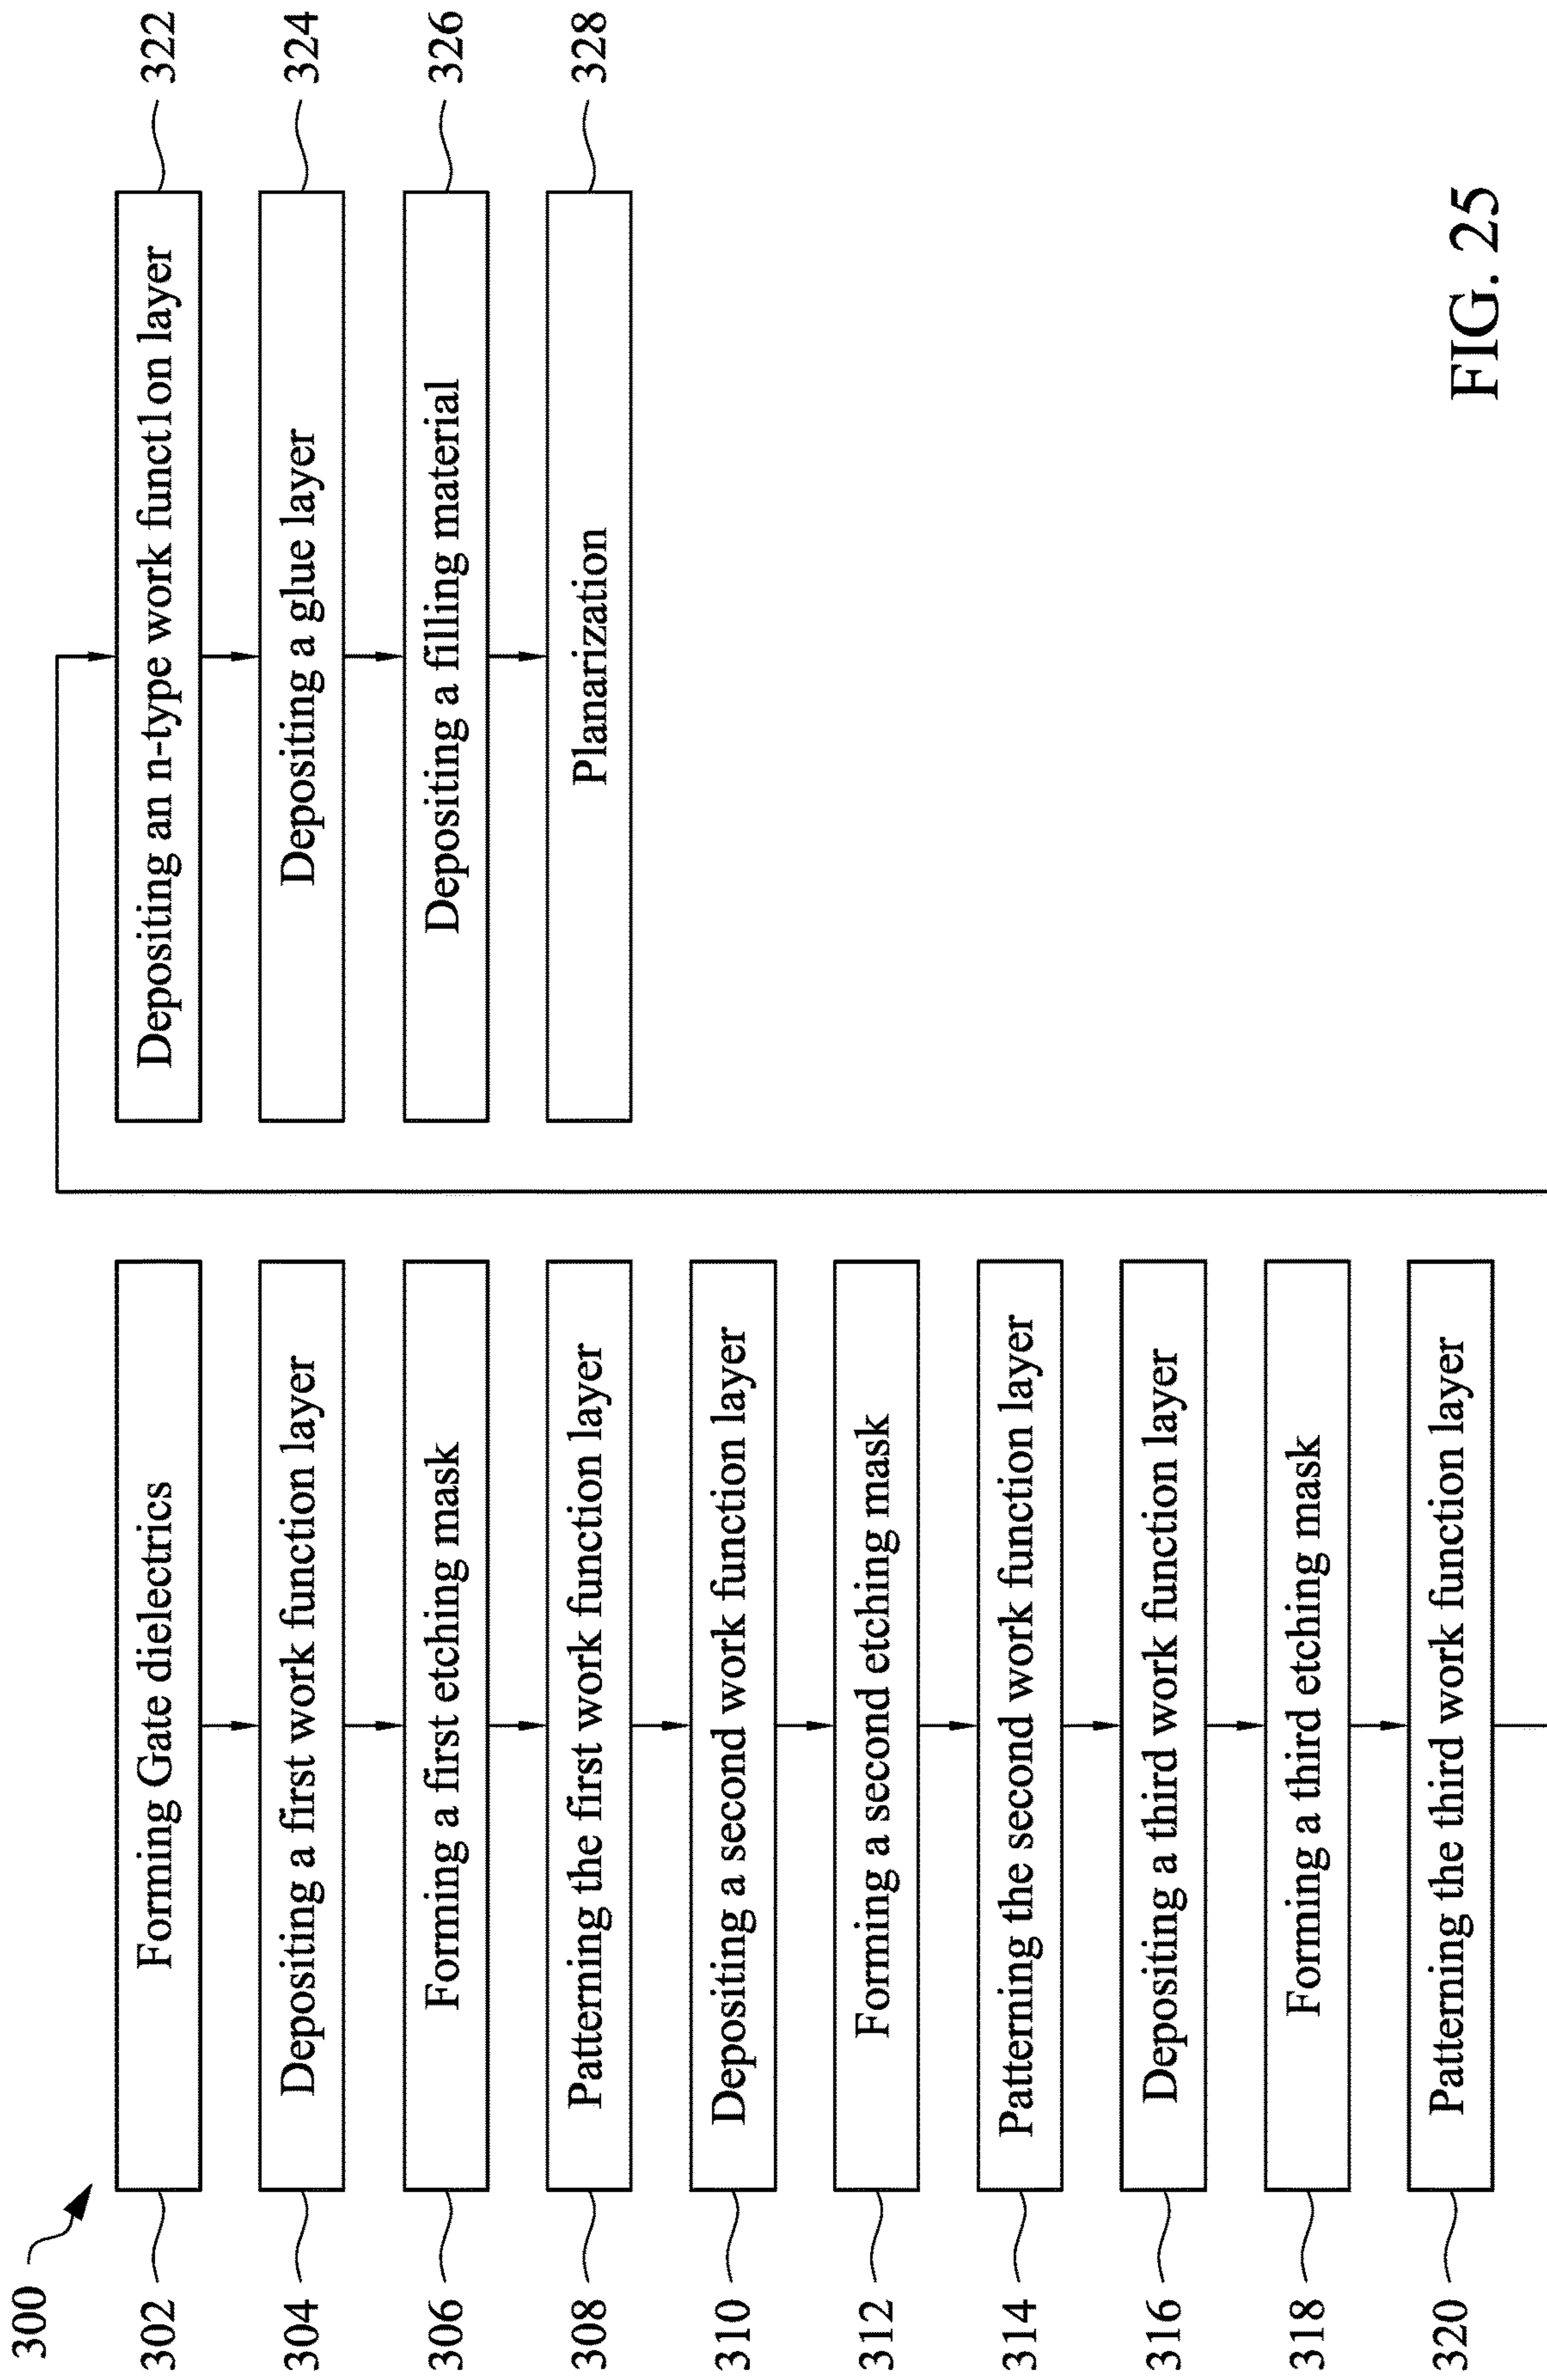 300
302 Forming Gate dielectrics
304 Depositing a first work function layer
306 Forming a first etching mask
308 Patterning the first work function layer
310 Depositing a second work function layer
312 Forming a second etching mask
314 Patterning the second work function layer
316 Depositing a third work function layer
318 Forming a third etching mask
320 Patterning the third work function layer
Depositing an n-type work function layer 322
Depositing a glue layer 324
Depositing a filling material 326
Planarization 328
FIG. 25